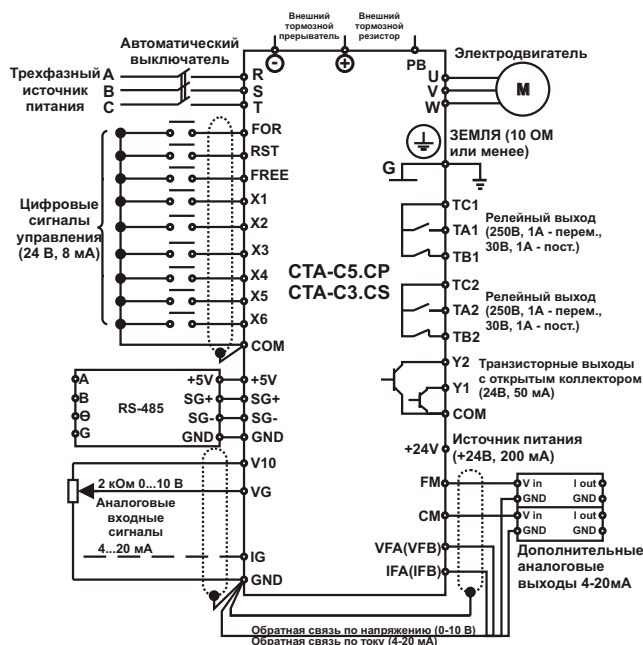 Внешний тормозной прерыватель
Внешний тормозной резистор
- + PB
Автоматический выключатель
Электродвигатель
Трехфазный источник питания
A
B
C
R
S
T
U
V
W
M
FOR
RST
FREE
X1
X2
X3
X4
X5
X6
COM
Цифровые сигналы управления (24 В, 8 мА)
ЗЕМЛЯ (10 ОМ или менее)
G
TC1
TA1
TB1
Релейный выход (250В, 1А - перем., 30В, 1А - пост.)
CTA-C5.CP
CTA-C3.CS
TC2
TA2
TB2
Релейный выход (250В, 1А - перем., 30В, 1А - пост.)
Y2
Y1
COM
Транзисторные выходы с открытым коллектором (24В, 50 мА)
A
B
Ɵ
G
RS-485
+5V
SG+
SG-
GND
+5V
SG+
SG-
GND
+24V
Источник питания (+24В, 200 мА)
V10
VG
2 кОм 0...10 В
Аналоговые входные сигналы
4...20 мА
IG
GND
FM
CM
VFA(VFB)
IFA(IFB)
V in I out
GND GND
V in I out
GND GND
Дополнительные аналоговые выходы 4-20мА
Обратная связь по напряжению (0-10 В)
Обратная связь по току (4-20 мА)